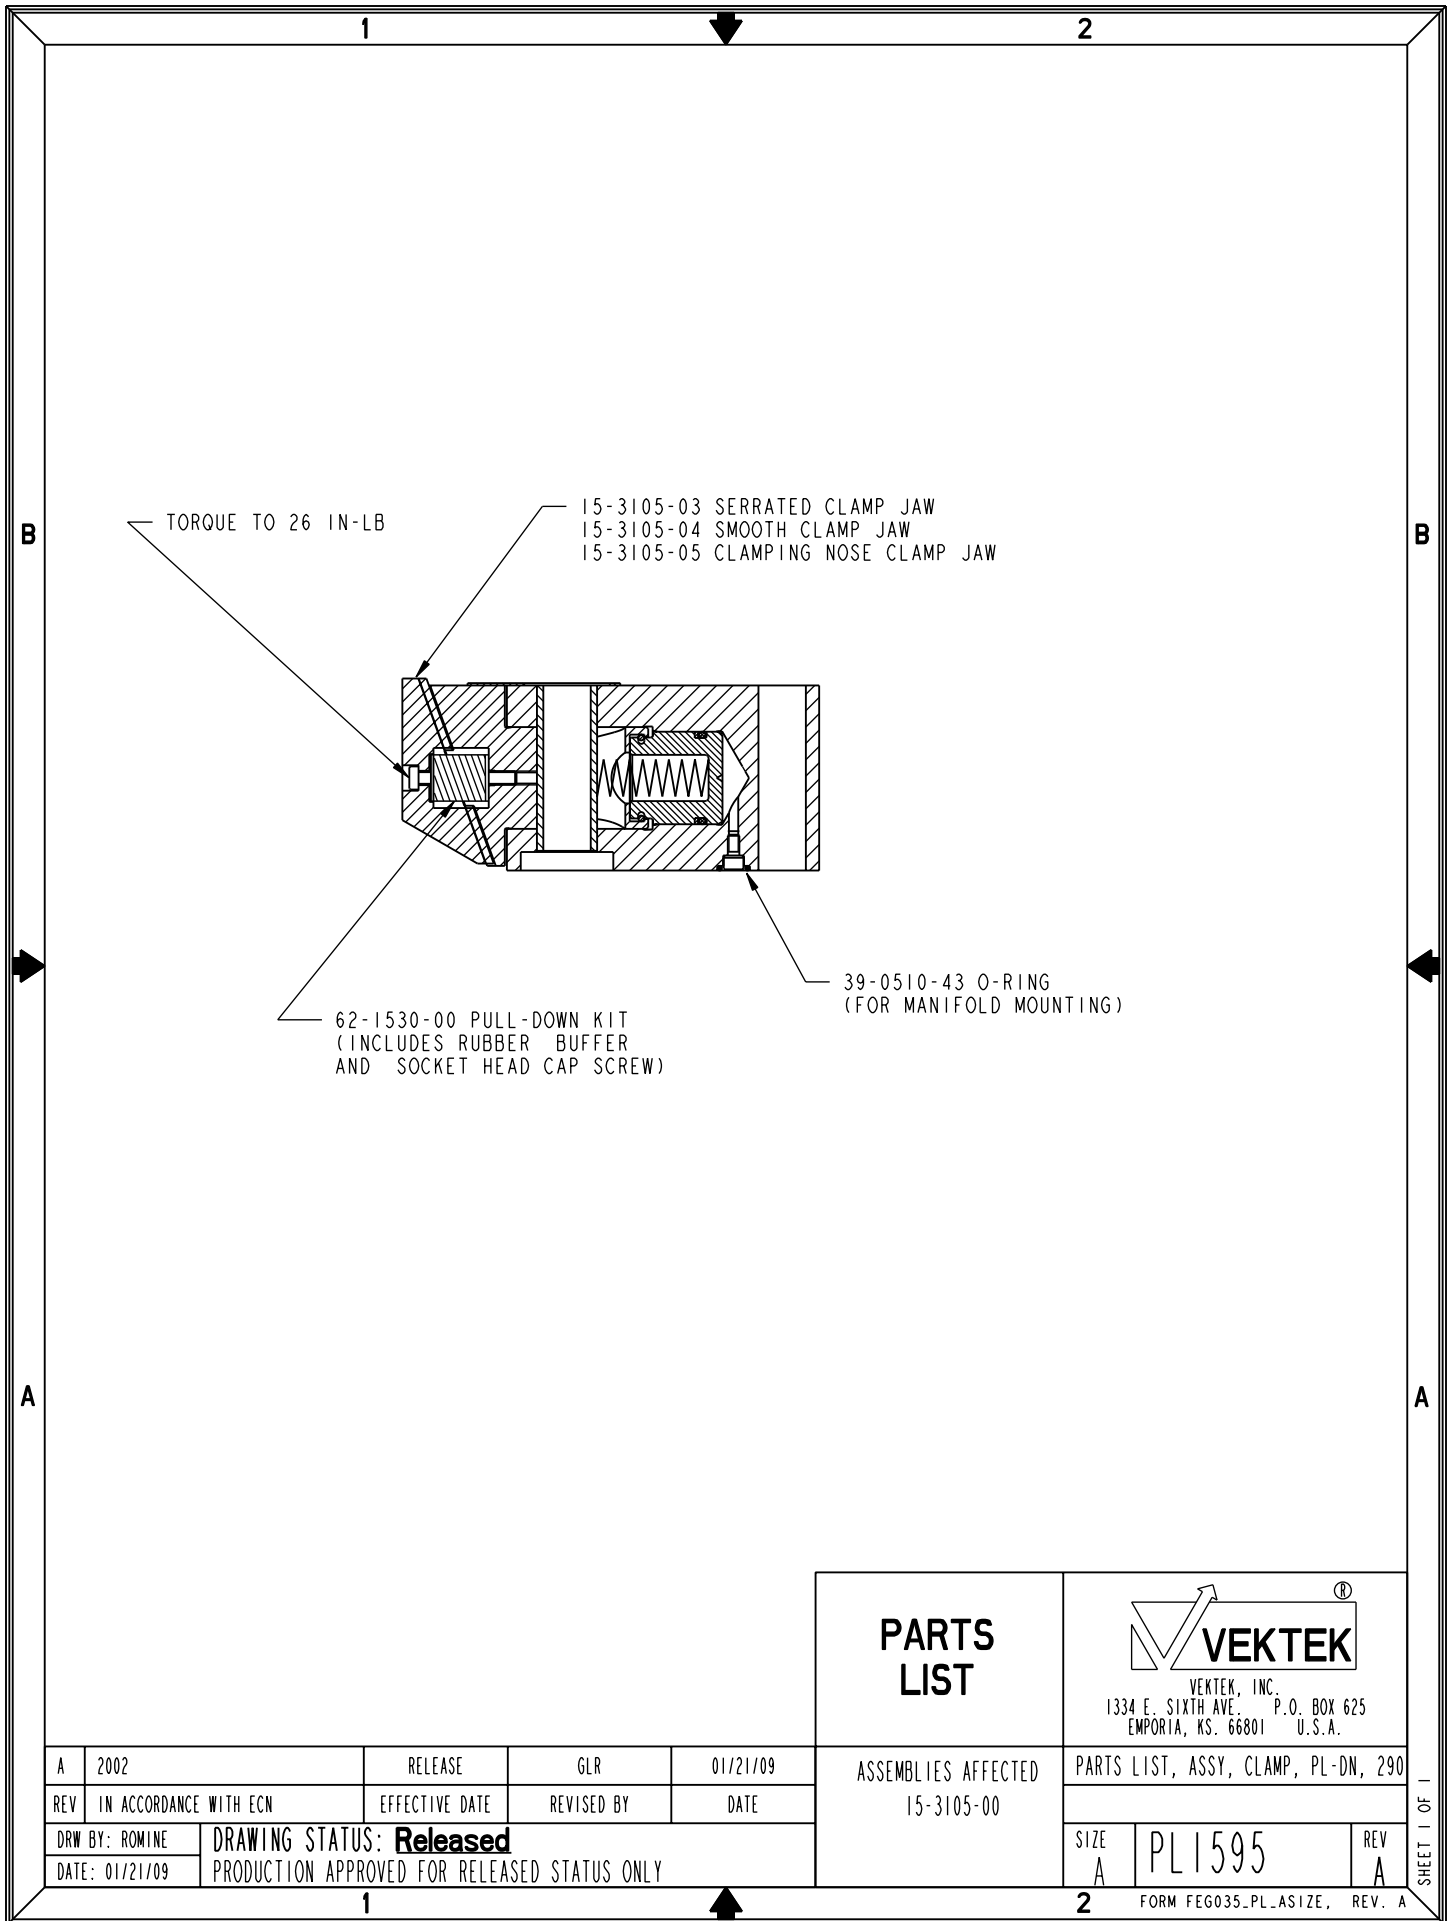 1
2
B
B
TORQUE TO 26 IN-LB
15-3105-03 SERRATED CLAMP JAW
15-3105-04 SMOOTH CLAMP JAW
15-3105-05 CLAMPING NOSE CLAMP JAW
39-0510-43 O-RING
(FOR MANIFOLD MOUNTING)
62-1530-00 PULL-DOWN KIT
(INCLUDES RUBBER BUFFER
AND SOCKET HEAD CAP SCREW)
A
A
PARTS
LIST
®
VEKTEK
VEKTEK, INC.
1334 E. SIXTH AVE. P.O. BOX 625
EMPORIA, KS. 66801 U.S.A.
A 2002 RELEASE GLR 01/21/09
REV IN ACCORDANCE WITH ECN EFFECTIVE DATE REVISED BY DATE
DRW BY: ROMINE
DATE: 01/21/09
DRAWING STATUS: Released
PRODUCTION APPROVED FOR RELEASED STATUS ONLY
ASSEMBLIES AFFECTED
15-3105-00
PARTS LIST, ASSY, CLAMP, PL-DN, 290
SIZE
A
PL1595
REV
A
SHEET 1 OF 1
1
2
FORM FEG035_PL_ASIZE, REV. A